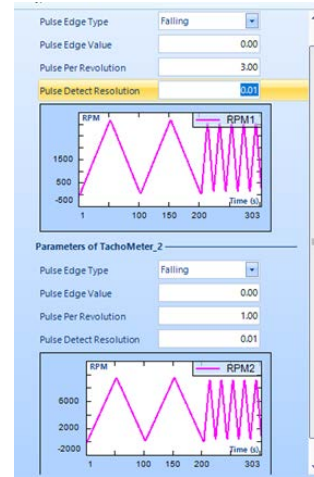 Pulse Edge Type Falling
Pulse Edge Value 0.00
Pulse Per Revolution 3.00
Pulse Detect Resolution 0.01
RPM RPM1
1500
500
-500 Time (s)
1 100 150 200 303
Parameters of TachoMeter_2
Pulse Edge Type Falling
Pulse Edge Value 0.00
Pulse Per Revolution 1.00
Pulse Detect Resolution 0.01
RPM RPM2
6000
2000
-2000 Time (s)
1 100 150 200 303